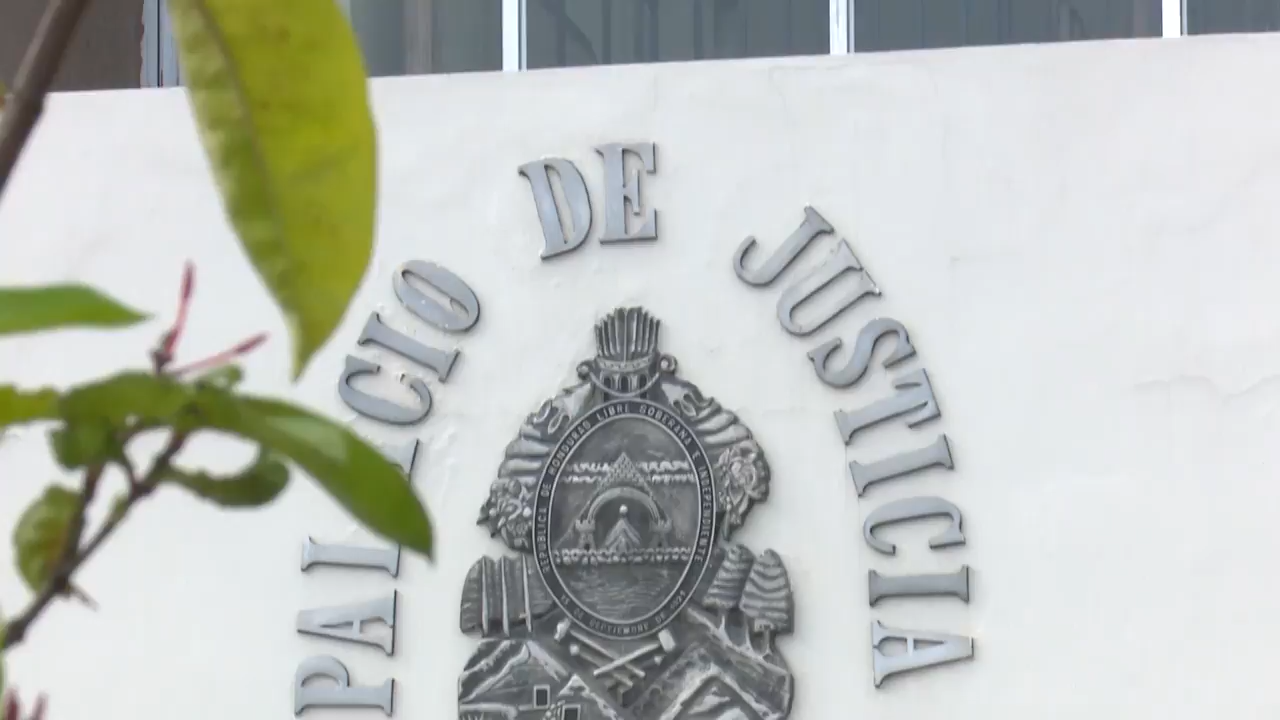 PALACIO DE JUSTICIA
REPUBLICA DE HONDURAS LIBRE SOBERANA E INDEPENDIENTE
15 DE SEPTIEMBRE DE 1821